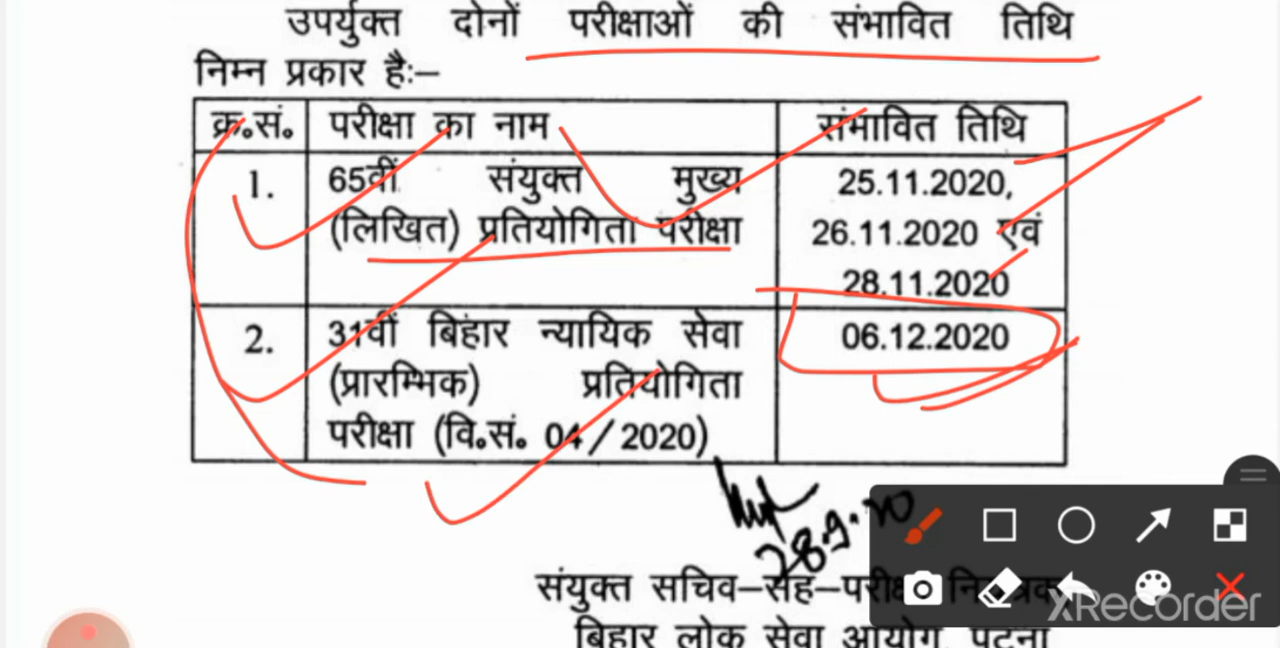 उपर्युक्त दोनों परीक्षाओं की संभावित तिथि
निम्न प्रकार है:–
क्र.सं. परीक्षा का नाम संभावित तिथि
1. 65वीं संयुक्त मुख्य 25.11.2020,
(लिखित) प्रतियोगिता परीक्षा 26.11.2020 एवं
28.11.2020
2. 31वीं बिहार न्यायिक सेवा 06.12.2020
(प्रारम्भिक) प्रतियोगिता
परीक्षा (वि.सं. 04/2020)
28.9.20
संयुक्त सचिव–सह–
बिहार लोक सेवा आयोग, पटना
XRecorder